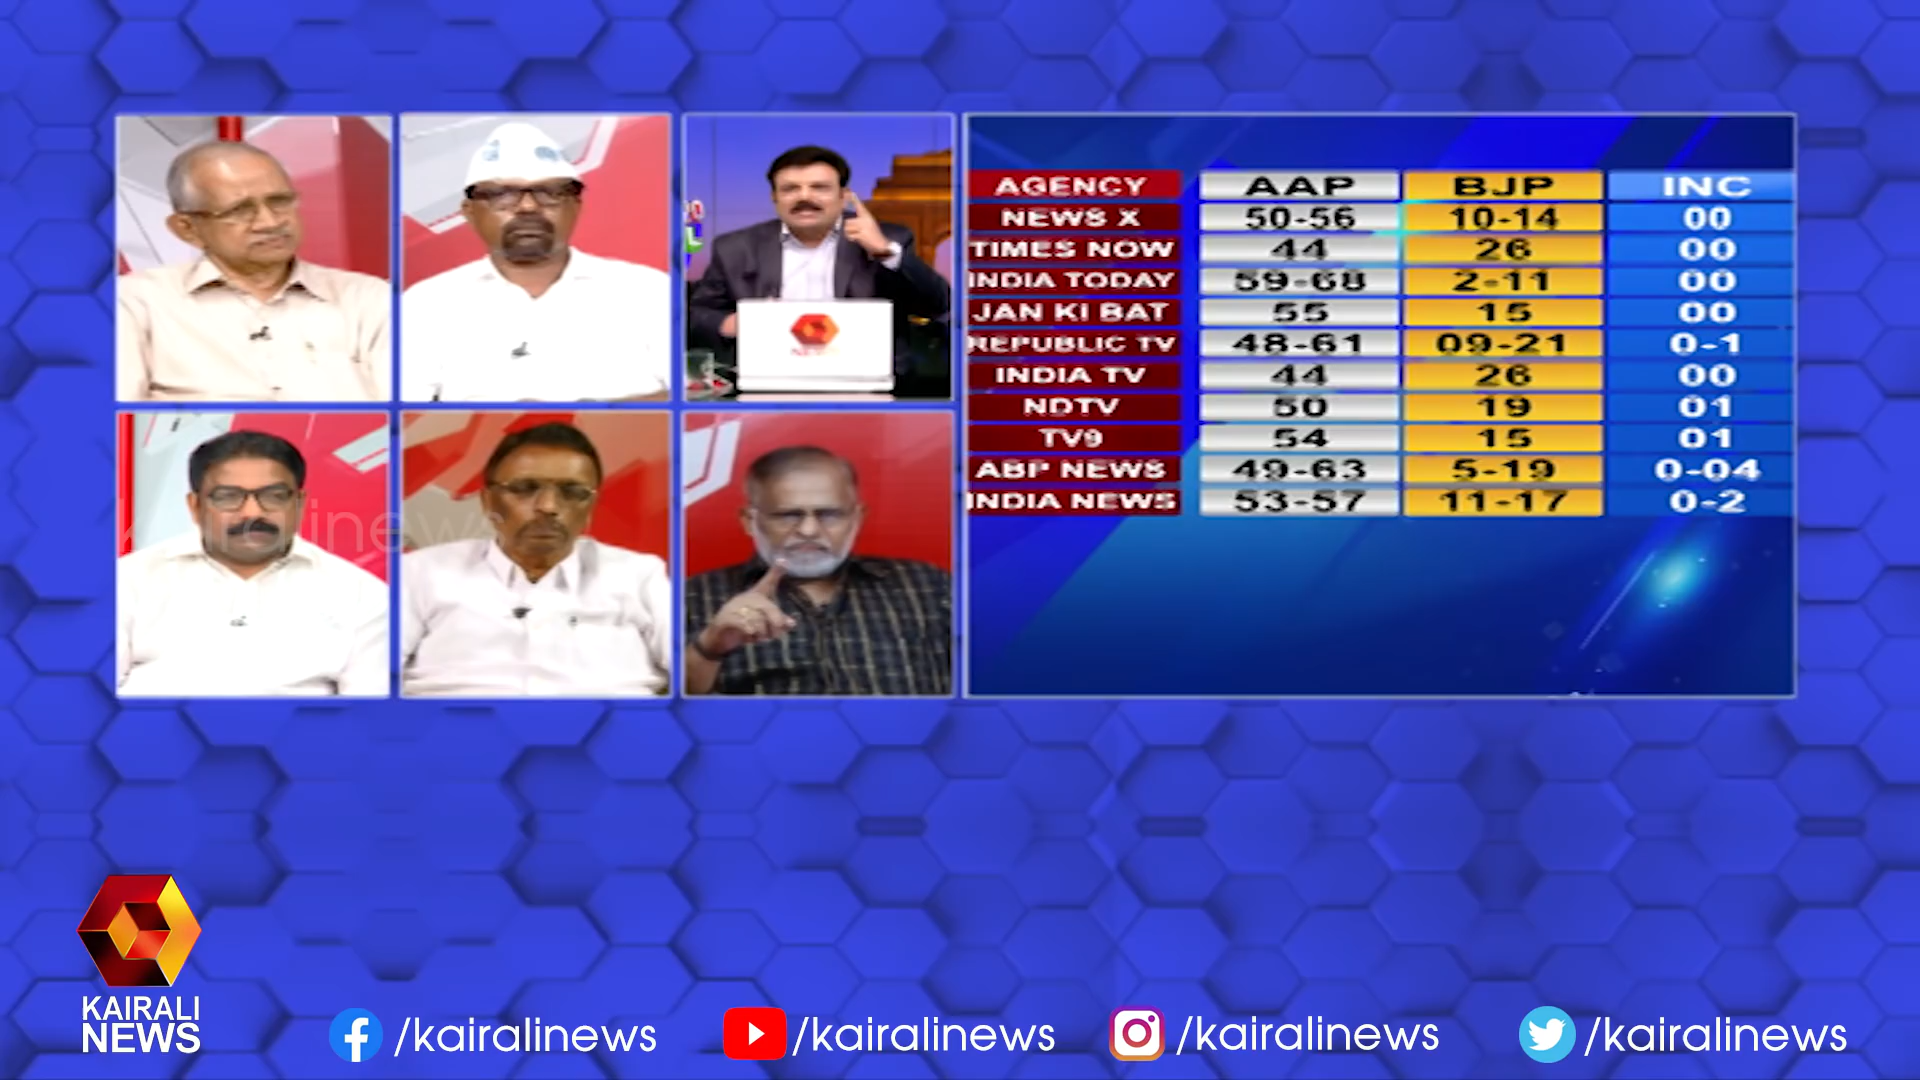 AGENCY AAP BJP INC
NEWS X 50-56 10-14 00
TIMES NOW 44 26 00
INDIA TODAY 59-68 2-11 00
JAN KI BAT 55 15 00
REPUBLIC TV 48-61 09-21 0-1
INDIA TV 44 26 00
NDTV 50 19 01
TV9 54 15 01
ABP NEWS 49-63 5-19 0-04
INDIA NEWS 53-57 11-17 0-2
kairalinews
KAIRALI
NEWS
/kairalinews /kairalinews /kairalinews /kairalinews